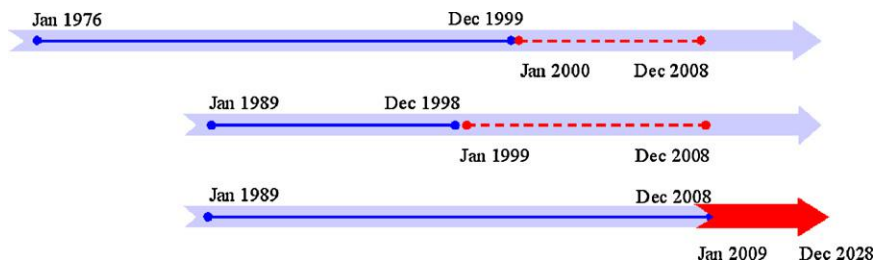 Jan 1976 Dec 1999
Jan 2000 Dec 2008
Jan 1989 Dec 1998
Jan 1999 Dec 2008
Jan 1989 Dec 2008
Jan 2009 Dec 2028